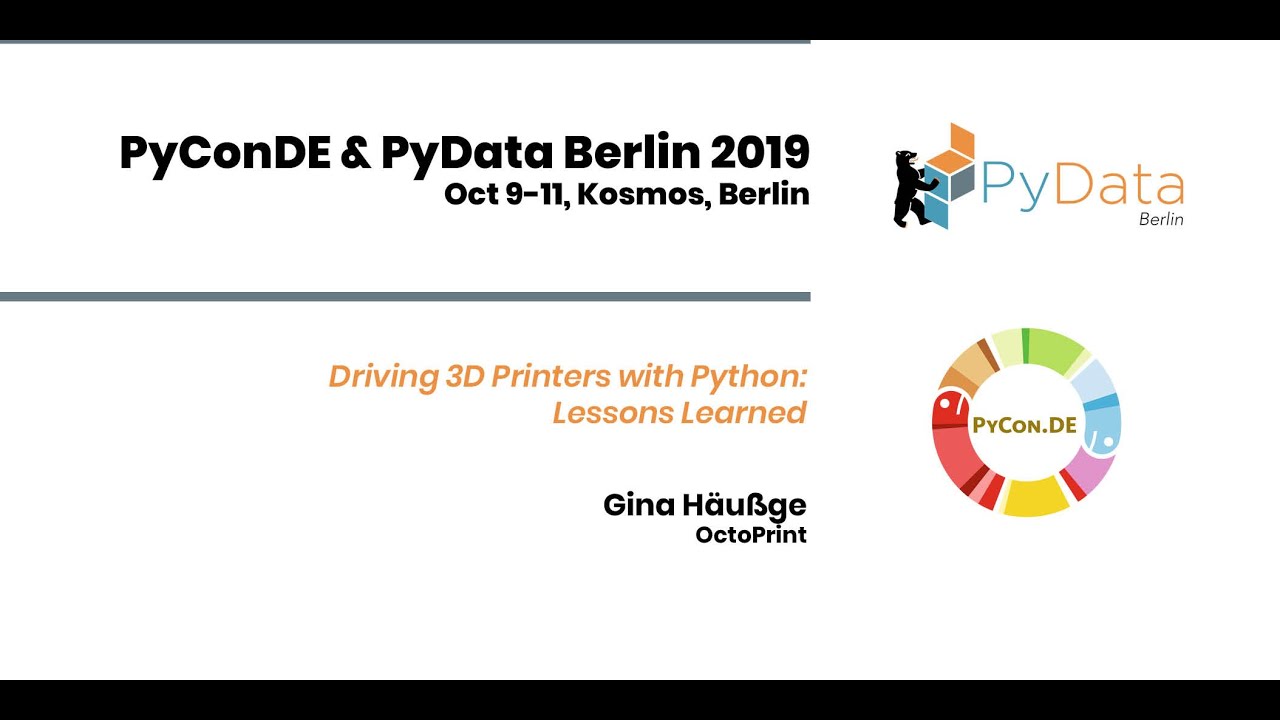 PyConDE & PyData Berlin 2019
Oct 9-11, Kosmos, Berlin
PyData
Berlin
Driving 3D Printers with Python:
Lessons Learned
PyCon.DE
Gina Häußge
OctoPrint